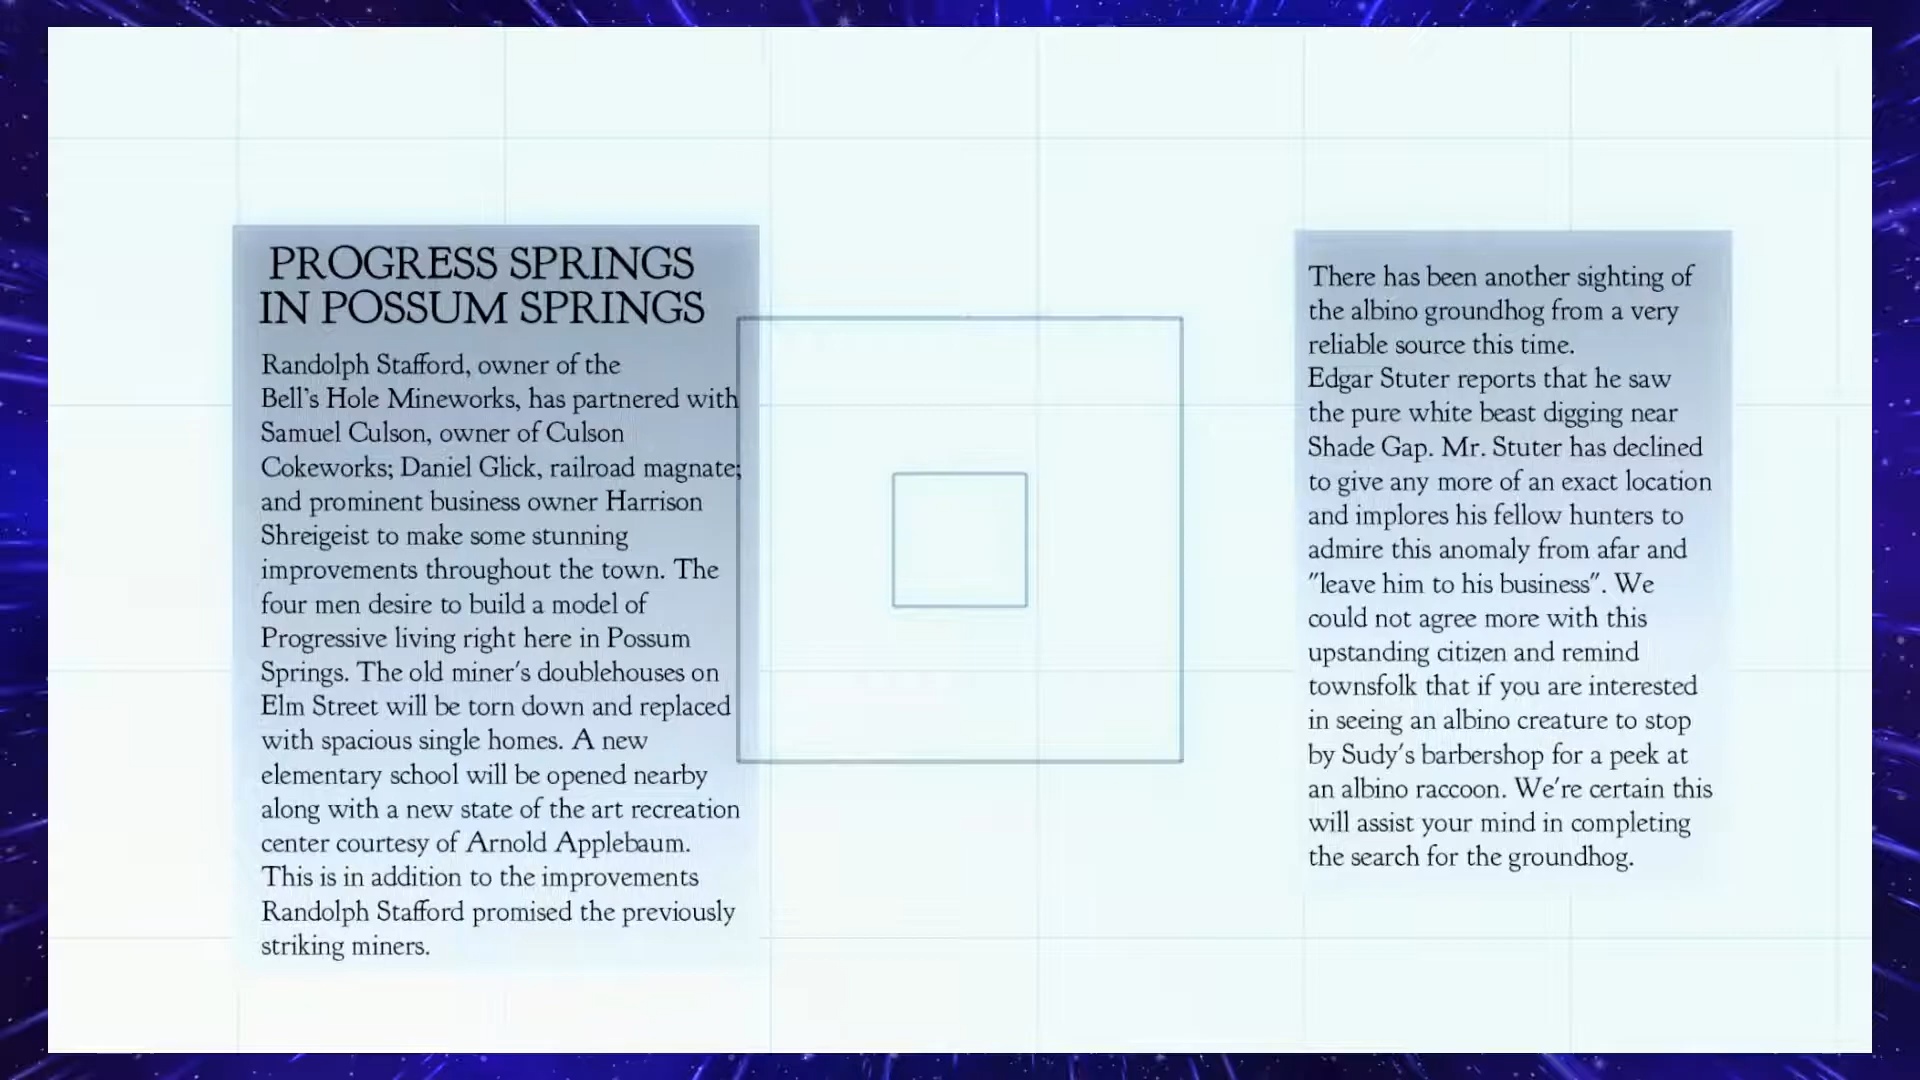 PROGRESS SPRINGS
IN POSSUM SPRINGS
Randolph Stafford, owner of the
Bell's Hole Mineworks, has partnered with
Samuel Culson, owner of Culson
Cokeworks; Daniel Glick, railroad magnate;
and prominent business owner Harrison
Shreigeist to make some stunning
improvements throughout the town. The
four men desire to build a model of
Progressive living right here in Possum
Springs. The old miner's doublehouses on
Elm Street will be torn down and replaced
with spacious single homes. A new
elementary school will be opened nearby
along with a new state of the art recreation
center courtesy of Arnold Applebaum.
This is in addition to the improvements
Randolph Stafford promised the previously
striking miners.
There has been another sighting of
the albino groundhog from a very
reliable source this time.
Edgar Stuter reports that he saw
the pure white beast digging near
Shade Gap. Mr. Stuter has declined
to give any more of an exact location
and implores his fellow hunters to
admire this anomaly from afar and
"leave him to his business". We
could not agree more with this
upstanding citizen and remind
townsfolk that if you are interested
in seeing an albino creature to stop
by Sudy's barbershop for a peek at
an albino raccoon. We're certain this
will assist your mind in completing
the search for the groundhog.